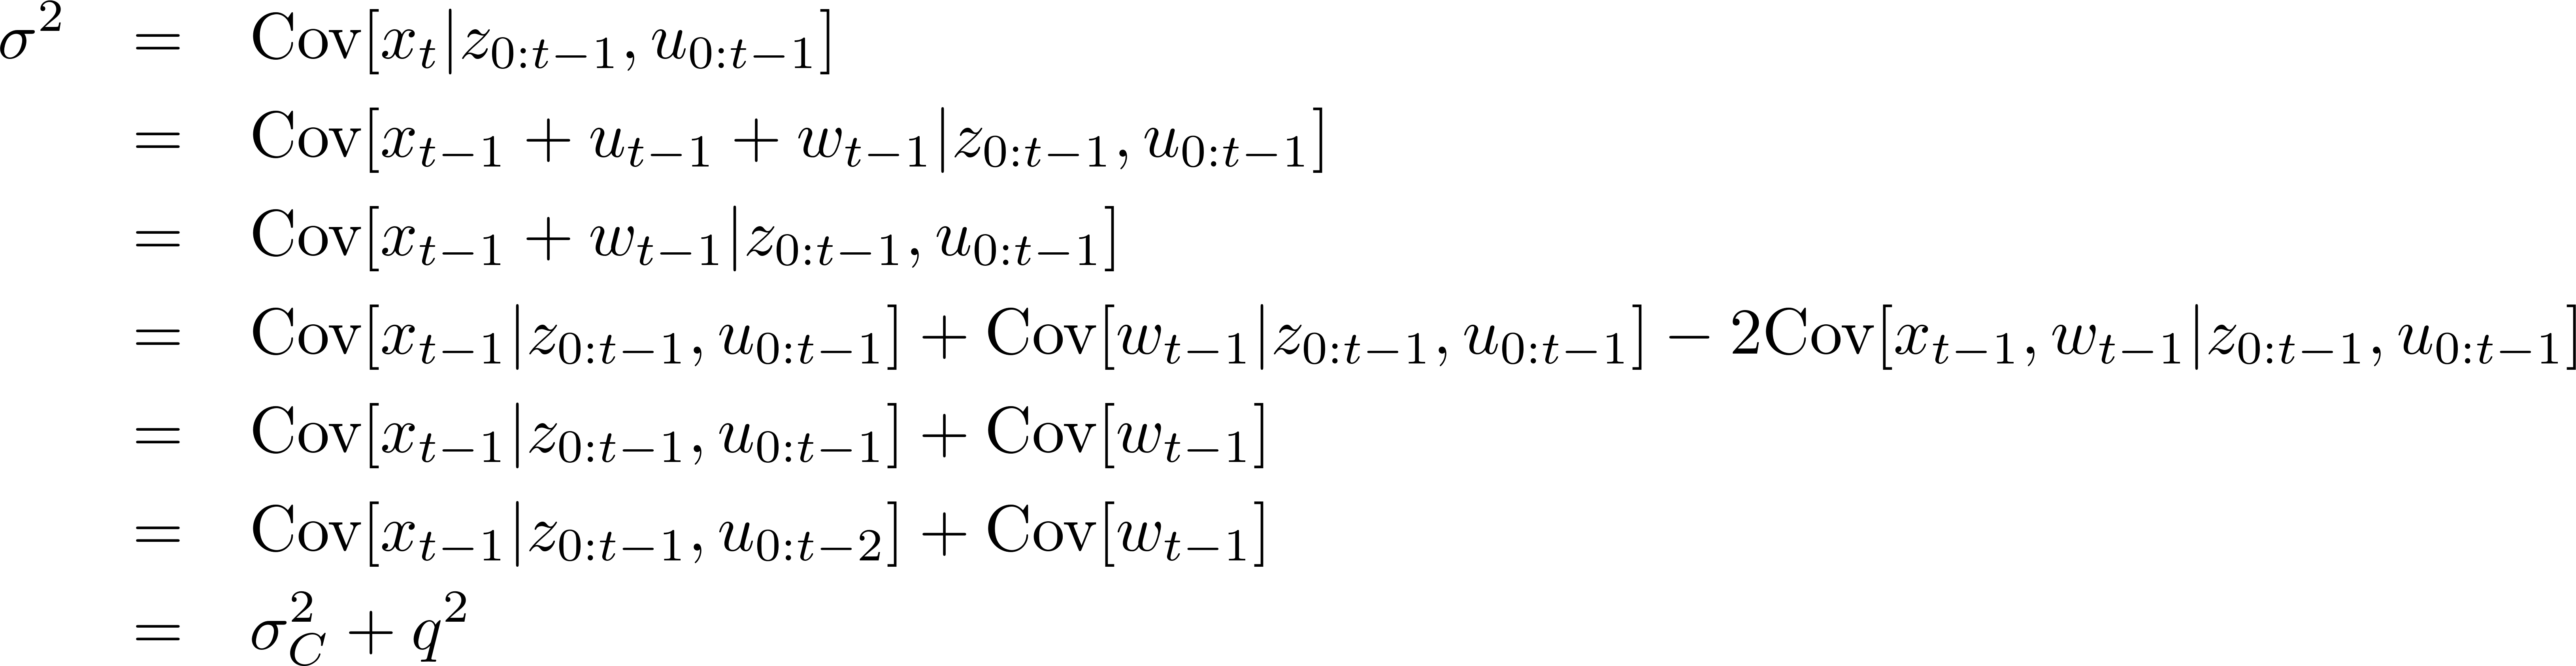 σ² = Cov[x_t|z_{0:t−1}, u_{0:t−1}]
= Cov[x_{t−1} + u_{t−1} + w_{t−1}|z_{0:t−1}, u_{0:t−1}]
= Cov[x_{t−1} + w_{t−1}|z_{0:t−1}, u_{0:t−1}]
= Cov[x_{t−1}|z_{0:t−1}, u_{0:t−1}] + Cov[w_{t−1}|z_{0:t−1}, u_{0:t−1}] − 2Cov[x_{t−1}, w_{t−1}|z_{0:t−1}, u_{0:t−1}]
= Cov[x_{t−1}|z_{0:t−1}, u_{0:t−1}] + Cov[w_{t−1}]
= Cov[x_{t−1}|z_{0:t−1}, u_{0:t−2}] + Cov[w_{t−1}]
= σ_C² + q²